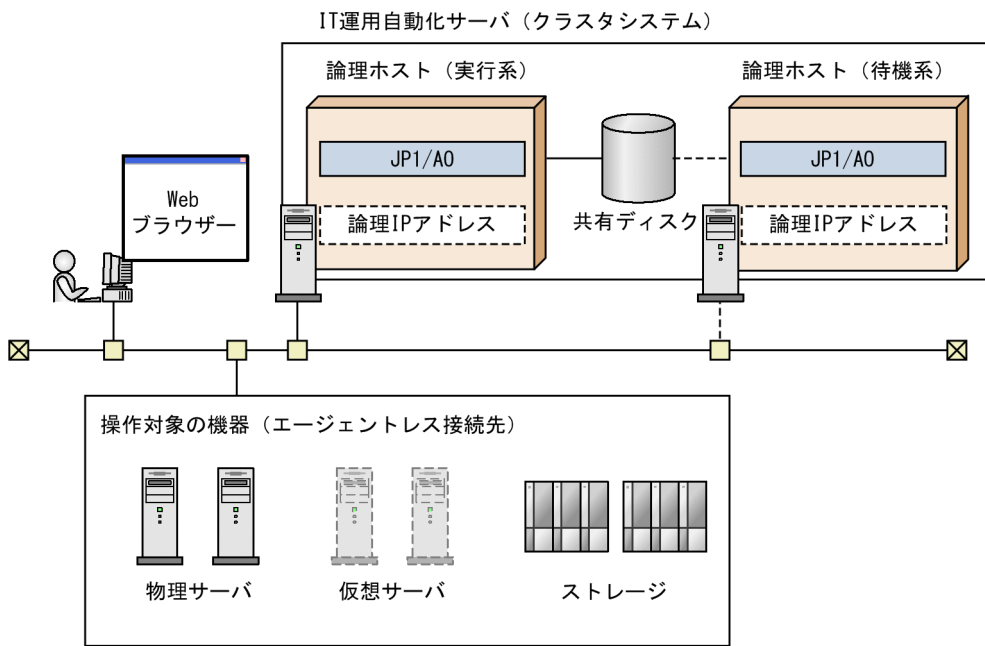 IT運用自動化サーバ（クラスタシステム）
論理ホスト（実行系）
論理ホスト（待機系）
JP1/AO
JP1/AO
Web
ブラウザー
論理IPアドレス
共有ディスク
論理IPアドレス
操作対象の機器（エージェントレス接続先）
物理サーバ
仮想サーバ
ストレージ